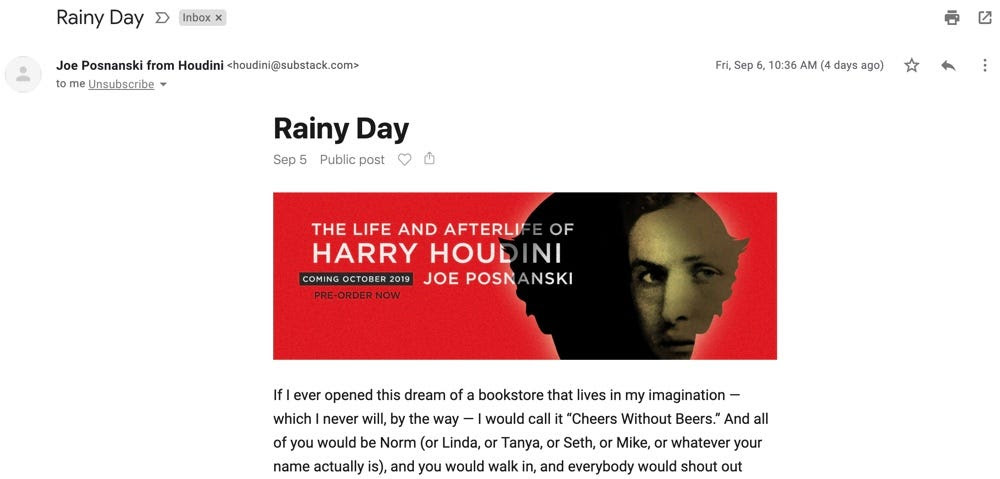 Rainy Day Inbox ×
Joe Posnanski from Houdini <houdini@substack.com> Fri, Sep 6, 10:36 AM (4 days ago)
to me Unsubscribe
Rainy Day
Sep 5 Public post
THE LIFE AND AFTERLIFE OF
HARRY HOUDINI
COMING OCTOBER 2019 JOE POSNANSKI
PRE-ORDER NOW
If I ever opened this dream of a bookstore that lives in my imagination —
which I never will, by the way — I would call it “Cheers Without Beers.” And all
of you would be Norm (or Linda, or Tanya, or Seth, or Mike, or whatever your
name actually is), and you would walk in, and everybody would shout out